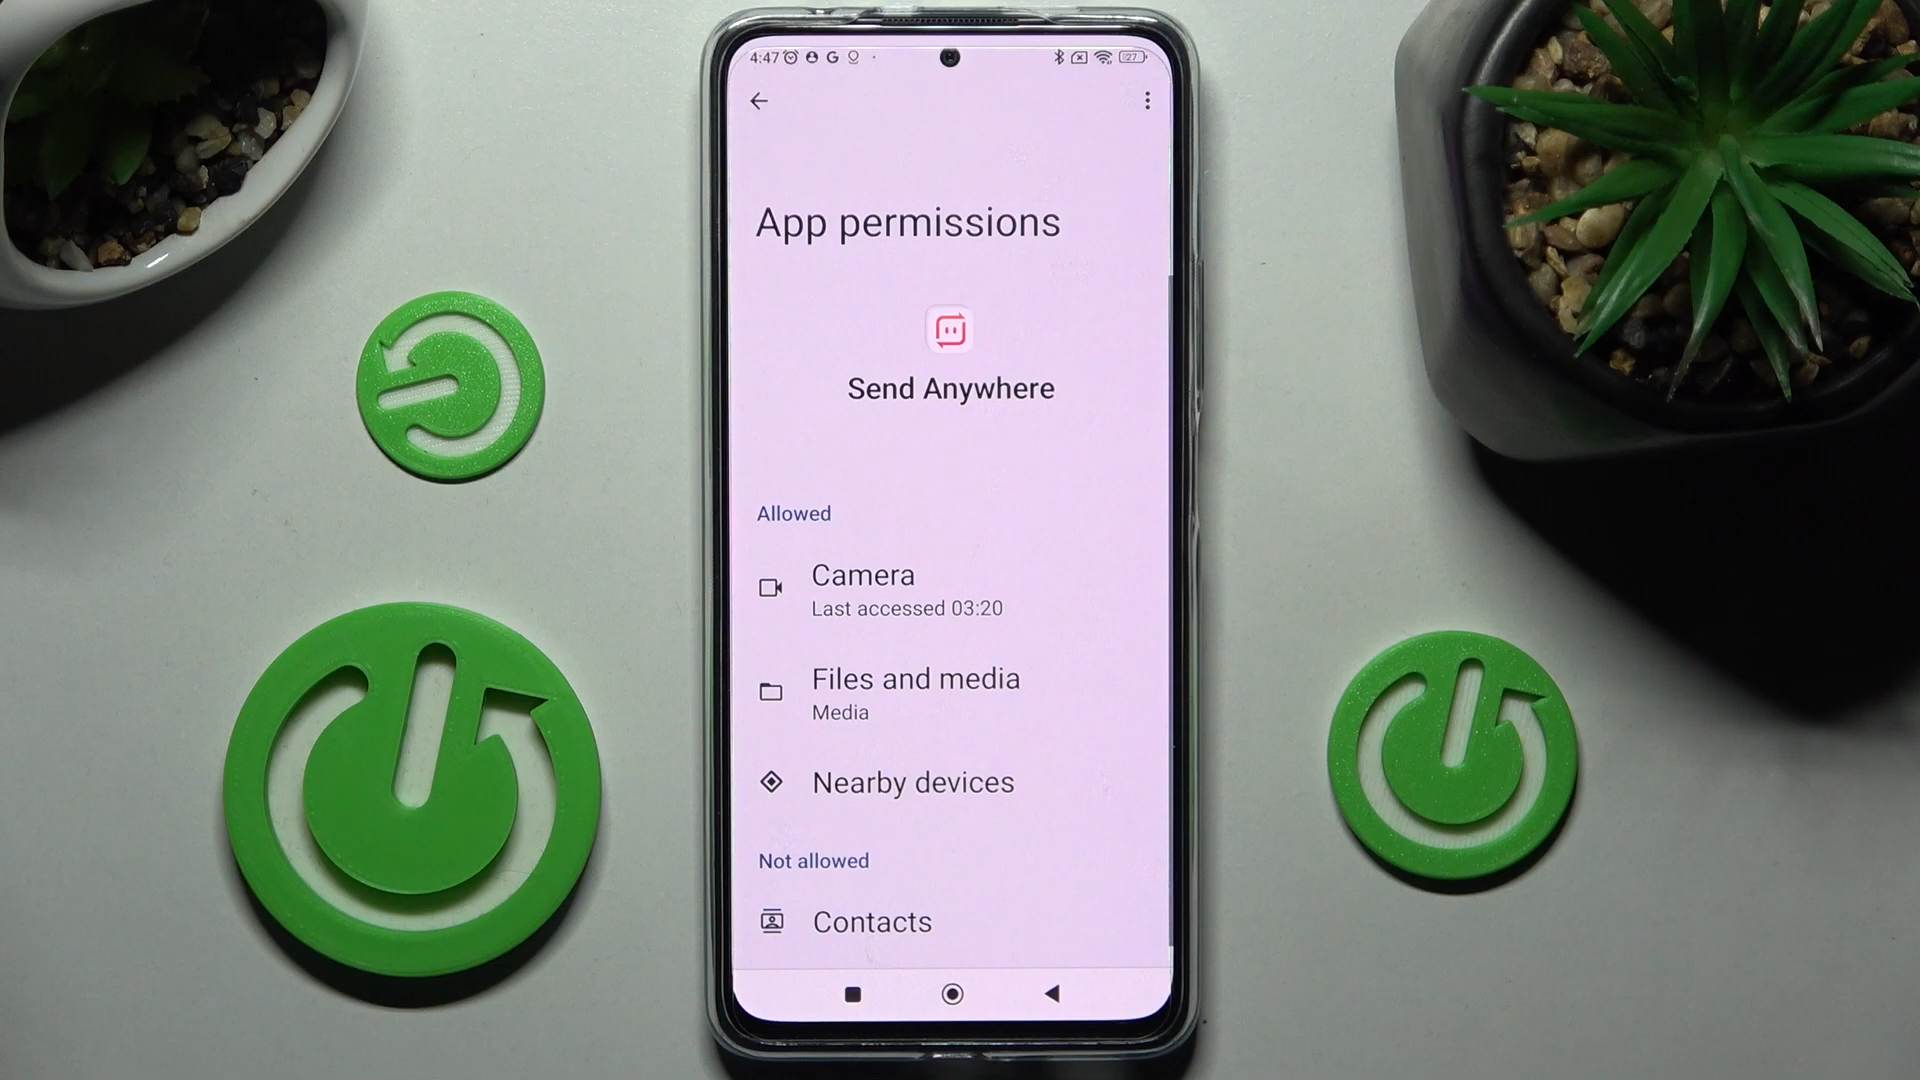 4:47
27
App permissions
Send Anywhere
Allowed
Camera
Last accessed 03:20
Files and media
Media
Nearby devices
Not allowed
Contacts